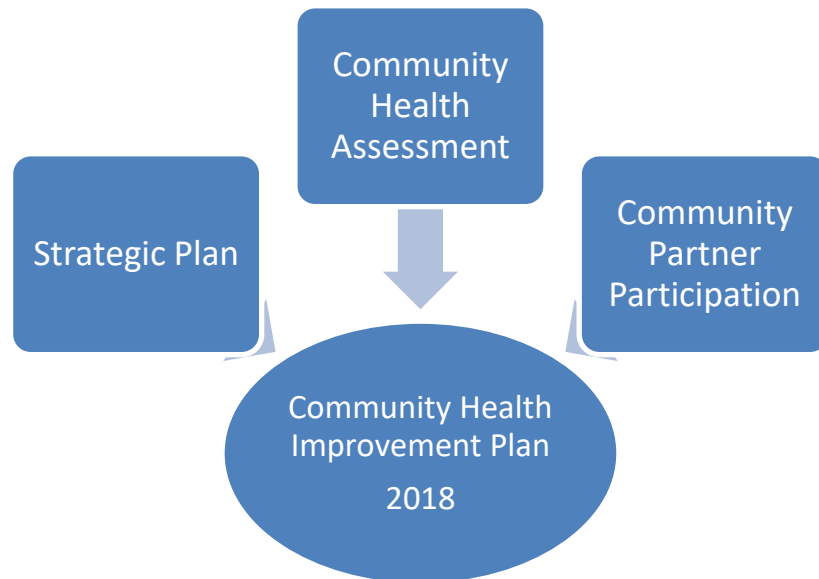 Community
Health
Assessment
Strategic Plan
Community
Partner
Participation
Community Health
Improvement Plan
2018